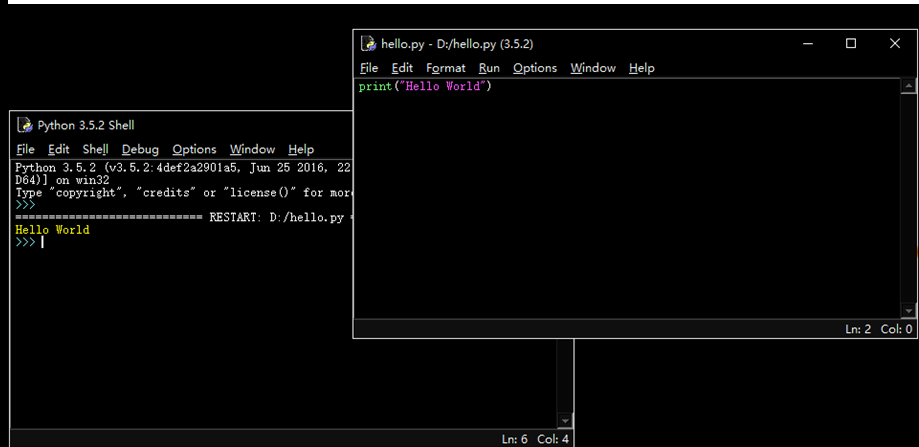 hello.py - D:/hello.py (3.5.2)
File Edit Format Run Options Window Help
print("Hello World")
Ln: 2 Col: 0
Python 3.5.2 Shell
File Edit Shell Debug Options Window Help
Python 3.5.2 (v3.5.2:4def2a2901a5, Jun 25 2016, 22
D64)] on win32
Type "copyright", "credits" or "license()" for mor
>>>
============================ RESTART: D:/hello.py =
Hello World
>>>
Ln: 6 Col: 4